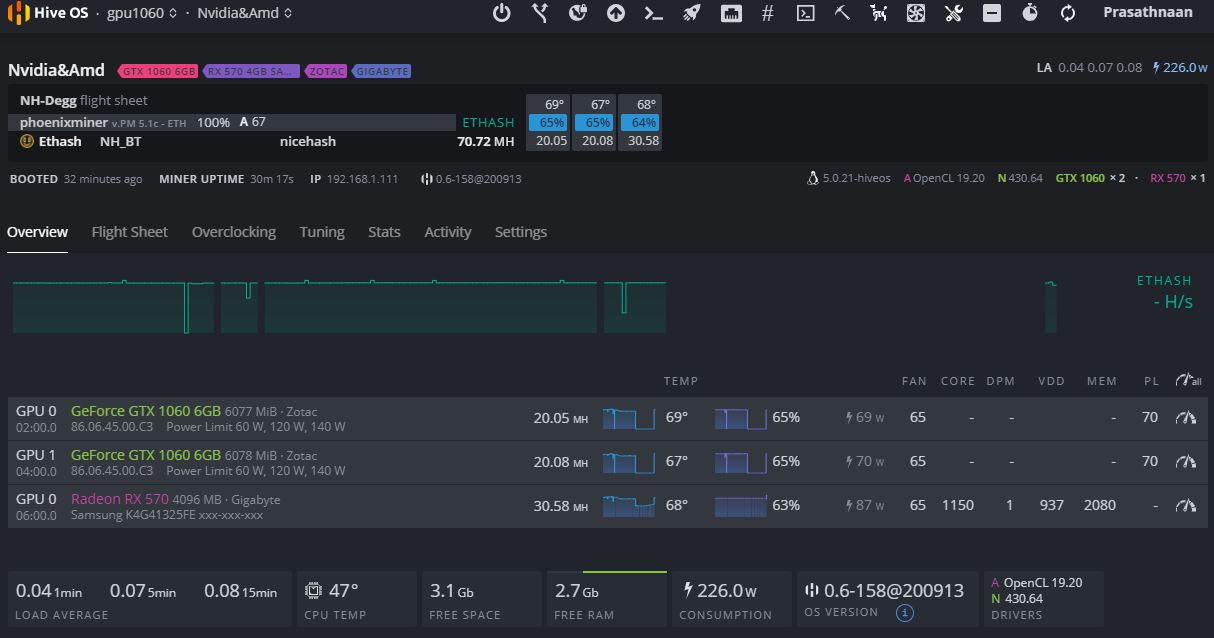 Hive OS · gpu1060 · Nvidia&Amd Prasathnaan
Nvidia&Amd GTX 1060 6GB RX 570 4GB SA... ZOTAC GIGABYTE LA 0.04 0.07 0.08 226.0 w
NH-Degg flight sheet 69° 67° 68°
phoenixminer v.PM 5.1c - ETH 100% A 67 ETHASH 65% 65% 64%
Ethash NH_BT nicehash 70.72 MH 20.05 20.08 30.58
BOOTED 32 minutes ago MINER UPTIME 30m 17s IP 192.168.1.111 0.6-158@200913 5.0.21-hiveos A OpenCL 19.20 N 430.64 GTX 1060 × 2 · RX 570 × 1
Overview Flight Sheet Overclocking Tuning Stats Activity Settings
ETHASH
- H/s
TEMP FAN CORE DPM VDD MEM PL all
GPU 0 GeForce GTX 1060 6GB 6077 MiB · Zotac 20.05 MH 69° 65% 69 w 65 - - - 70
02:00.0 86.06.45.00.C3 Power Limit 60 W, 120 W, 140 W
GPU 1 GeForce GTX 1060 6GB 6078 MiB · Zotac 20.08 MH 67° 65% 70 w 65 - - - 70
04:00.0 86.06.45.00.C3 Power Limit 60 W, 120 W, 140 W
GPU 0 Radeon RX 570 4096 MB · Gigabyte 30.58 MH 68° 63% 87 w 65 1150 1 937 2080 -
06:00.0 Samsung K4G41325FE xxx-xxx-xxx
0.04 1min 0.07 5min 0.08 15min 47° 3.1 Gb 2.7 Gb 226.0 w 0.6-158@200913 A OpenCL 19.20
N 430.64
LOAD AVERAGE CPU TEMP FREE SPACE FREE RAM CONSUMPTION OS VERSION i DRIVERS